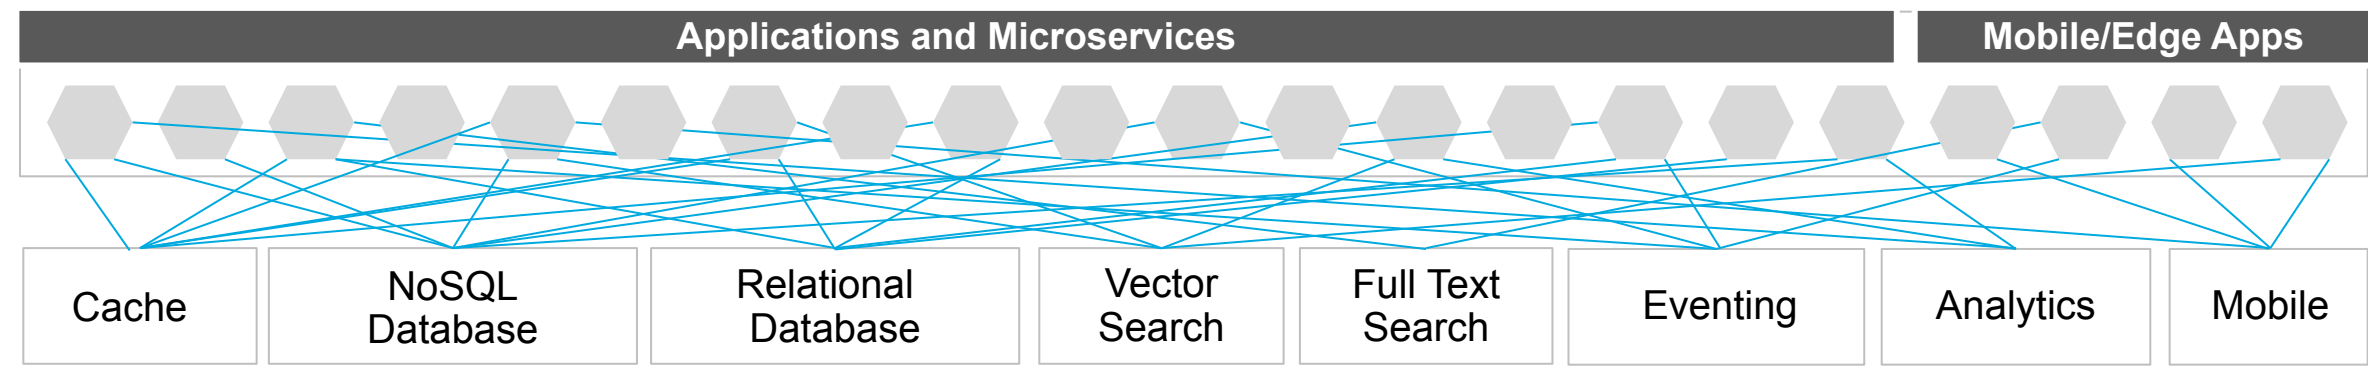 Applications and Microservices
Mobile/Edge Apps
Cache
NoSQL
Database
Relational
Database
Vector
Search
Full Text
Search
Eventing
Analytics
Mobile